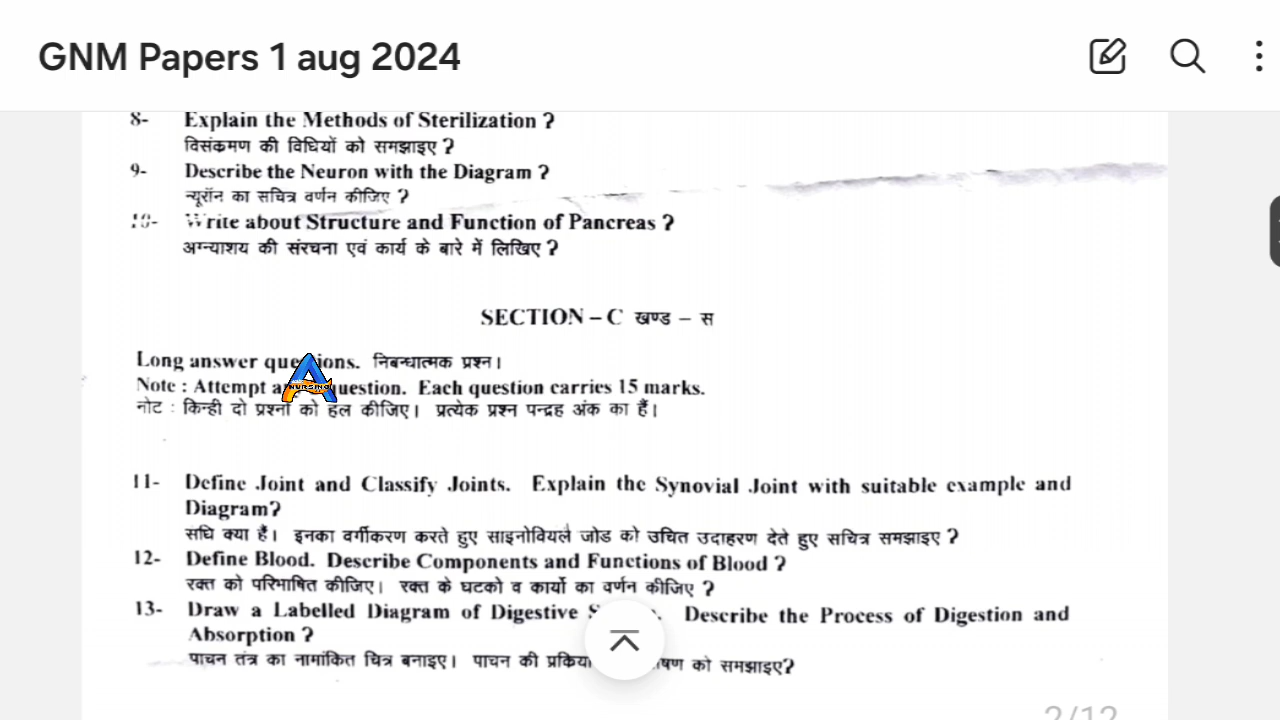 GNM Papers 1 aug 2024
8- Explain the Methods of Sterilization ?
विसंकमण की विधियों को समझाइए ?
9- Describe the Neuron with the Diagram ?
न्यूरॉन का सचित्र वर्णन कीजिए ?
10- Write about Structure and Function of Pancreas ?
अग्न्याशय की संरचना एवं कार्य के बारे में लिखिए ?
SECTION – C खण्ड – स
Long answer questions. निबन्धात्मक प्रश्न।
Note : Attempt question. Each question carries 15 marks.
NURSING
नोट : किन्ही दो प्रश्नों को हल कीजिए। प्रत्येक प्रश्न पन्द्रह अंक का हैं।
11- Define Joint and Classify Joints. Explain the Synovial Joint with suitable example and
Diagram?
संधि क्या हैं। इनका वर्गीकरण करते हुए साइनोवियल जोड को उचित उदाहरण देते हुए सचित्र समझाइए ?
12- Define Blood. Describe Components and Functions of Blood ?
रक्त को परिभाषित कीजिए। रक्त के घटको व कार्यो का वर्णन कीजिए ?
13- Draw a Labelled Diagram of Digestive Describe the Process of Digestion and
Absorption ?
पाचन तंत्र का नामांकित चित्र बनाइए। पाचन की को समझाइए?
2/12